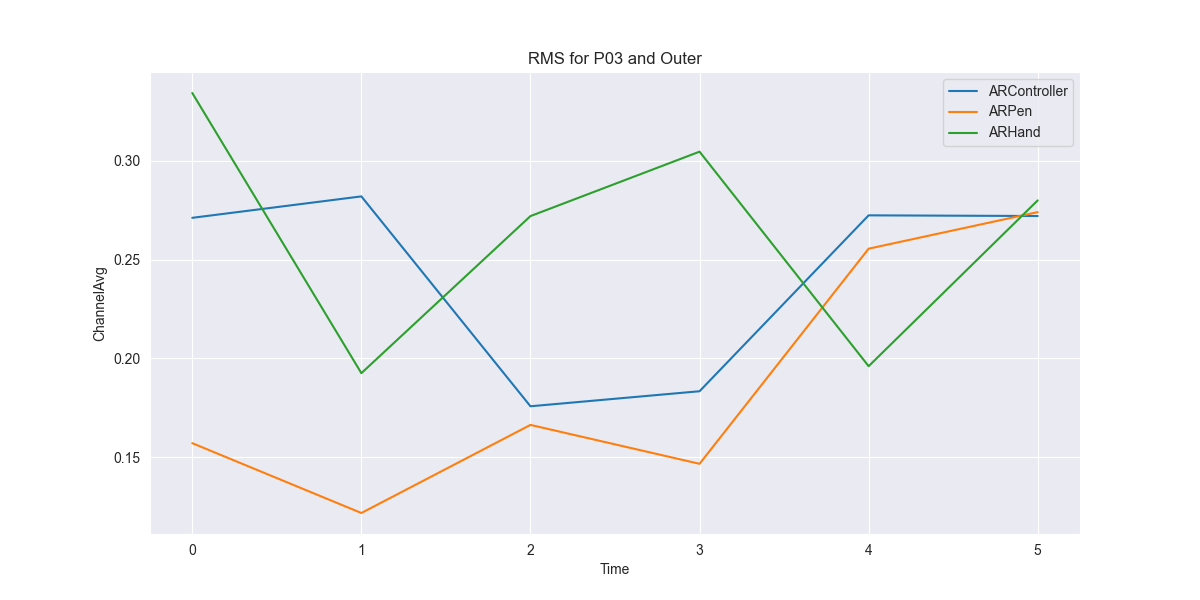 RMS for P03 and Outer
ARController
ARPen
ARHand
0.30
0.25
0.20
0.15
ChannelAvg
0 1 2 3 4 5
Time